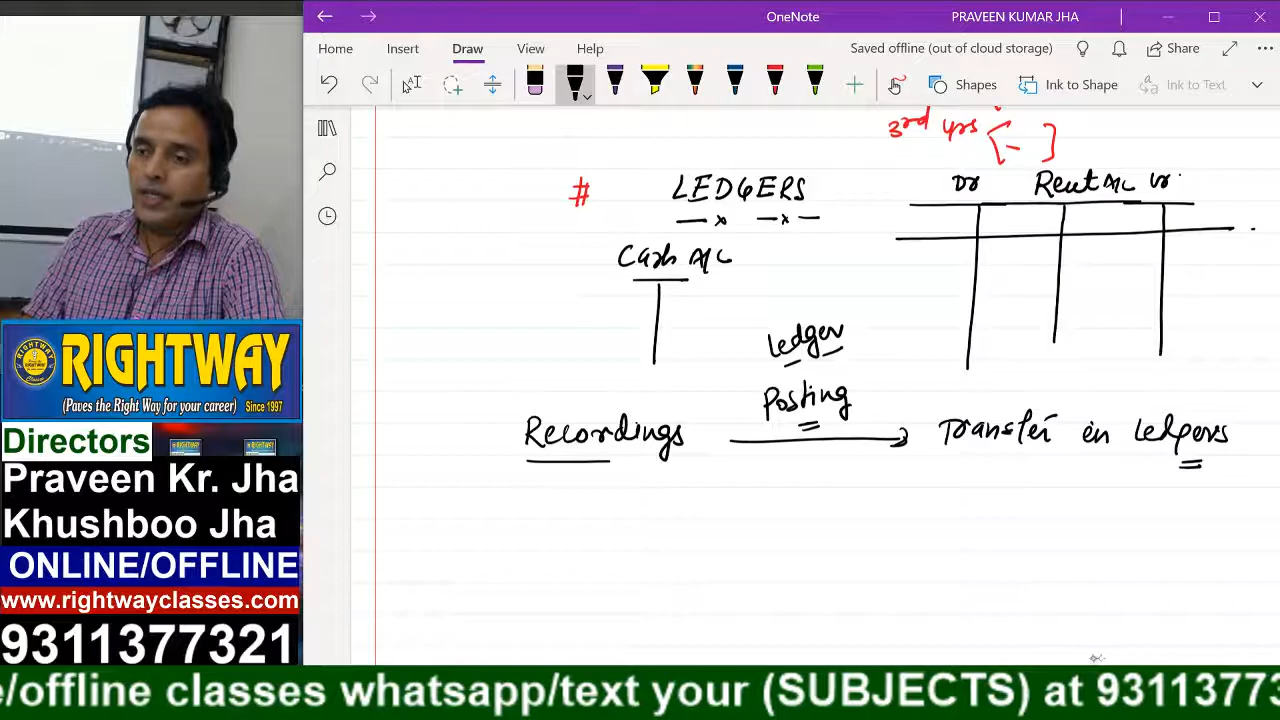 OneNote
PRAVEEN KUMAR JHA
Home Insert Draw View Help
Saved offline (out of cloud storage)
Share
Shapes
Ink to Shape
Ink to Text
3rd yrs [ - ]
# LEDGERS
Dr Rent A/C Cr
Cash A/C
Ledger
Posting
Recordings
Transfer in Ledgers
RIGHTWAY
(Paves the Right Way for your career) Since 1997
Directors
Praveen Kr. Jha
Khushboo Jha
ONLINE/OFFLINE
www.rightwayclasses.com
9311377321
e/offline classes whatsapp/text your (SUBJECTS) at 93113773